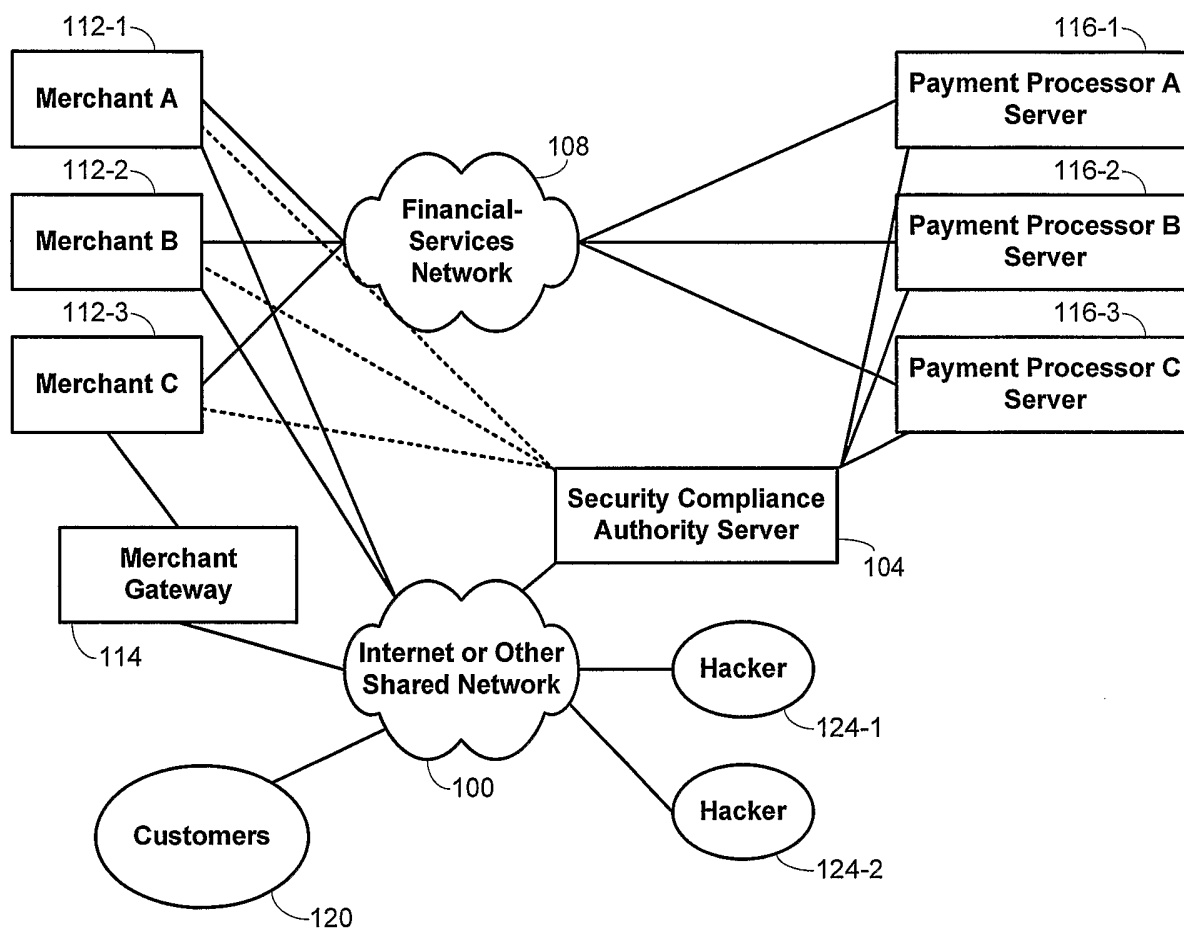 112-1
Merchant A
112-2
Merchant B
112-3
Merchant C
108
Financial-
Services
Network
116-1
Payment Processor A
Server
116-2
Payment Processor B
Server
116-3
Payment Processor C
Server
Security Compliance
Authority Server
104
Merchant
Gateway
114
Internet or Other
Shared Network
100
Hacker
124-1
Hacker
124-2
Customers
120